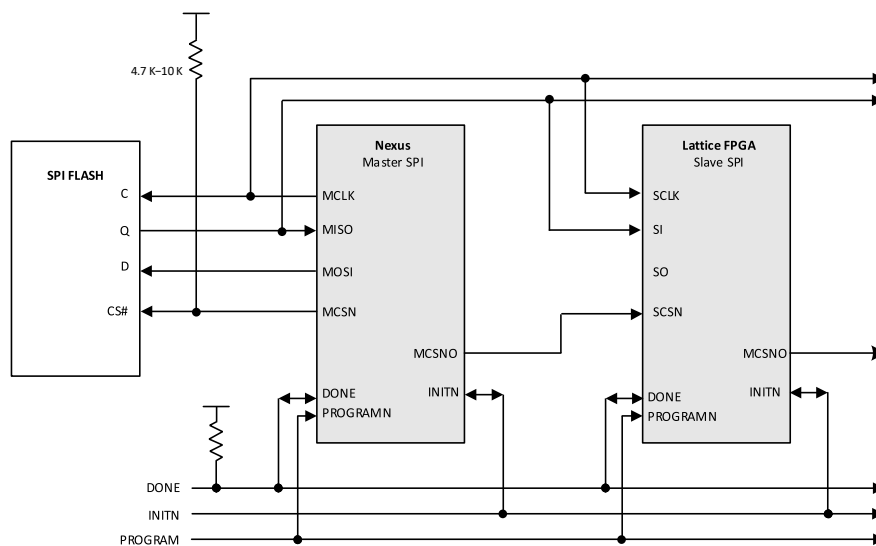 4.7 K–10 K
SPI FLASH
C
Q
D
CS#
Nexus
Master SPI
MCLK
MISO
MOSI
MCSN
MCSNO
DONE
PROGRAMN
INITN
Lattice FPGA
Slave SPI
SCLK
SI
SO
SCSN
MCSNO
DONE
PROGRAMN
INITN
DONE
INITN
PROGRAM